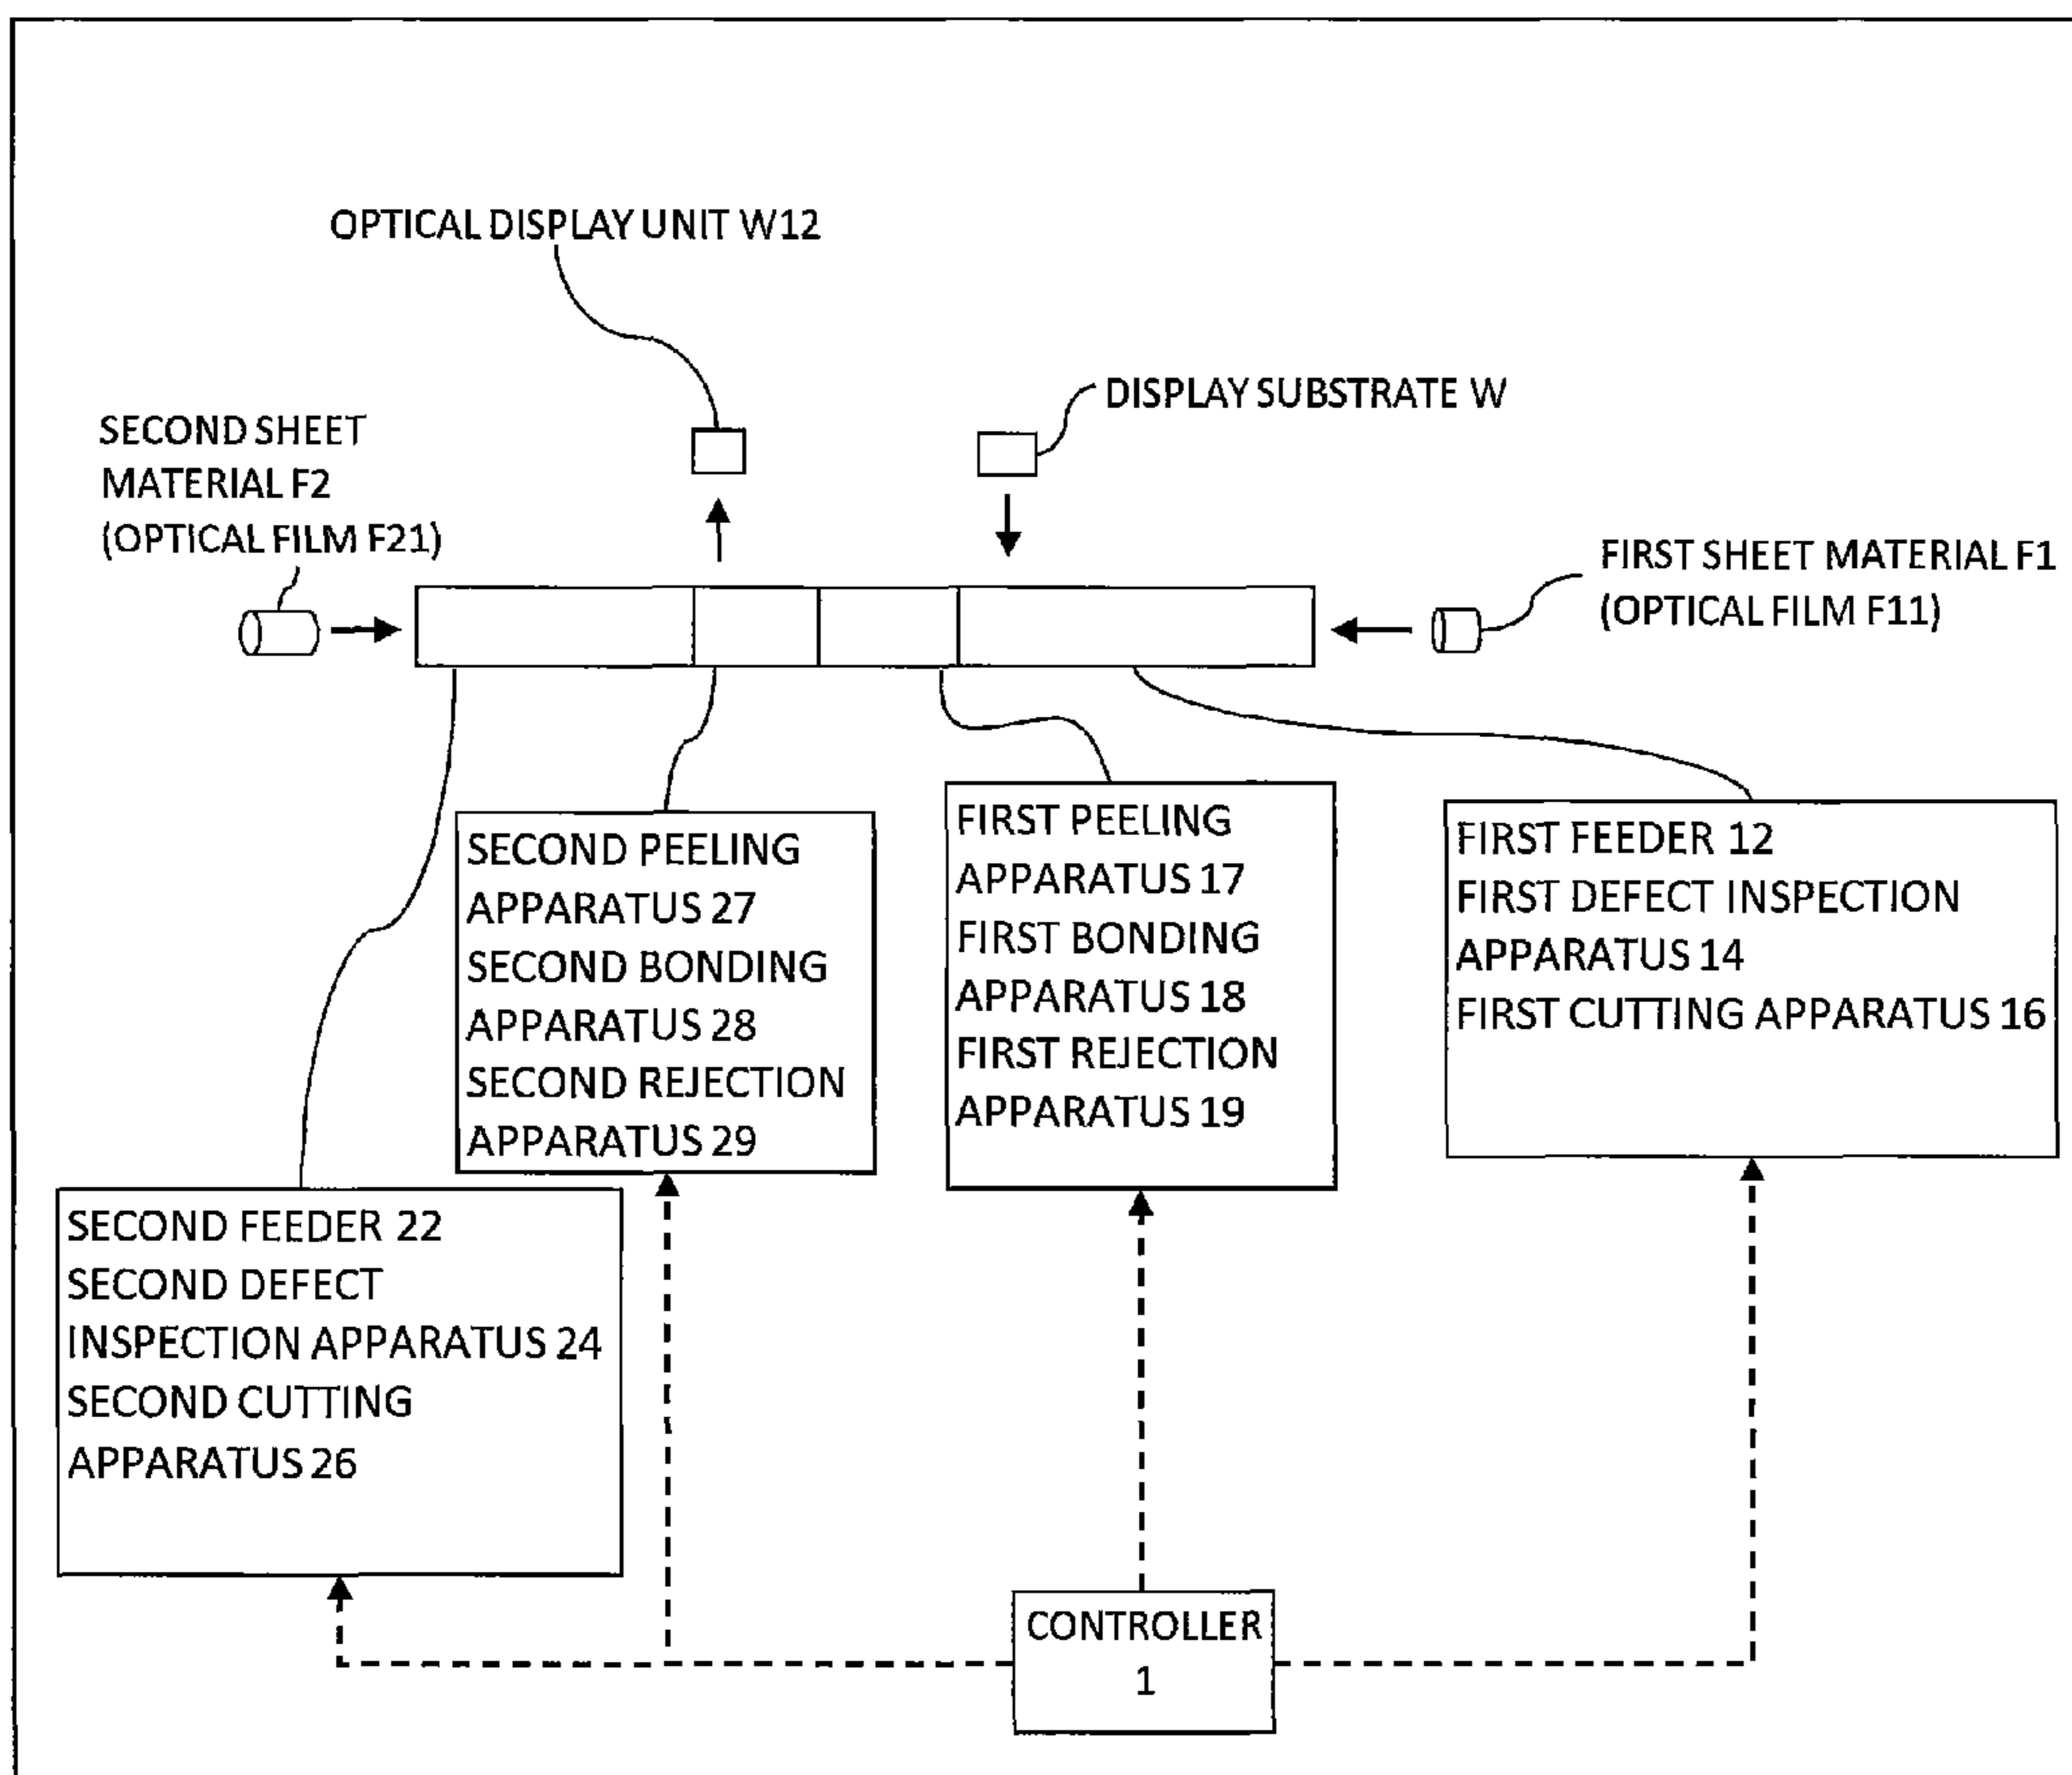 OPTICAL DISPLAY UNIT W12
DISPLAY SUBSTRATE W
SECOND SHEET
MATERIAL F2
(OPTICAL FILM F21)
FIRST SHEET MATERIAL F1
(OPTICAL FILM F11)
SECOND PEELING
APPARATUS 27
SECOND BONDING
APPARATUS 28
SECOND REJECTION
APPARATUS 29
FIRST PEELING
APPARATUS 17
FIRST BONDING
APPARATUS 18
FIRST REJECTION
APPARATUS 19
FIRST FEEDER 12
FIRST DEFECT INSPECTION
APPARATUS 14
FIRST CUTTING APPARATUS 16
SECOND FEEDER 22
SECOND DEFECT
INSPECTION APPARATUS 24
SECOND CUTTING
APPARATUS 26
CONTROLLER
1